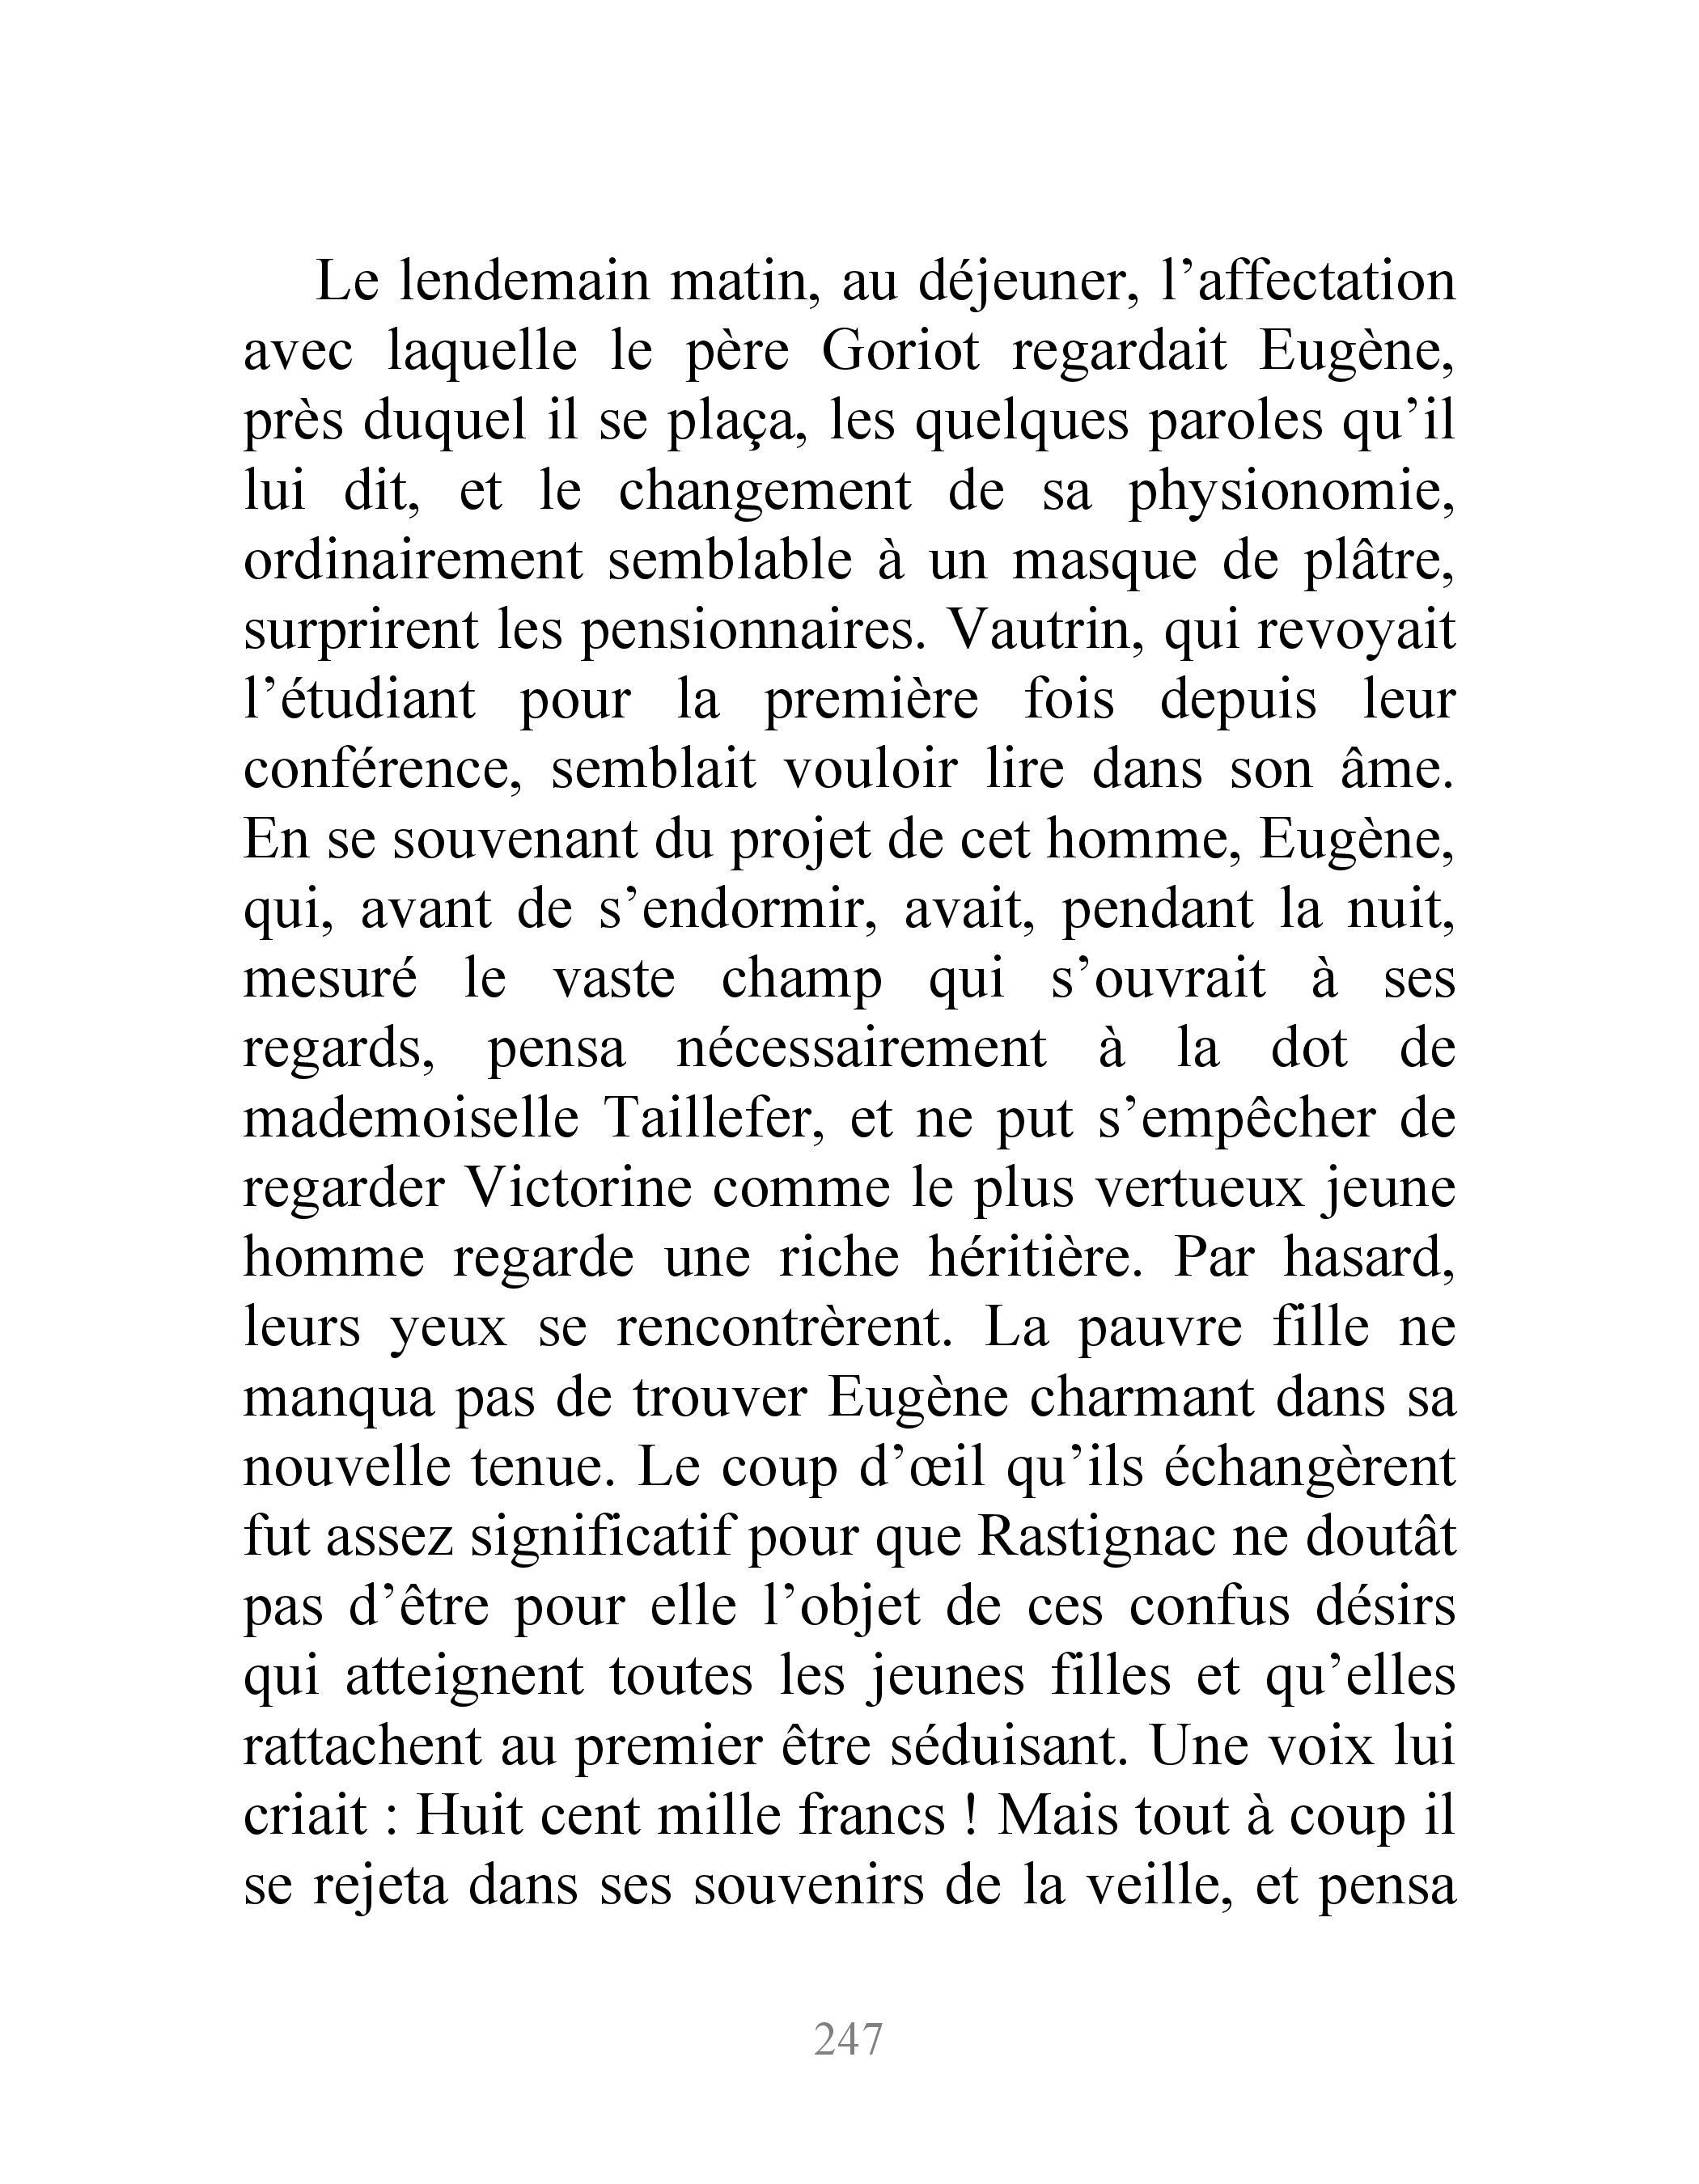 Le lendemain matin, au déjeuner, l’affectation
avec laquelle le père Goriot regardait Eugène,
près duquel il se plaça, les quelques paroles qu’il
lui dit, et le changement de sa physionomie,
ordinairement semblable à un masque de plâtre,
surprirent les pensionnaires. Vautrin, qui revoyait
l’étudiant pour la première fois depuis leur
conférence, semblait vouloir lire dans son âme.
En se souvenant du projet de cet homme, Eugène,
qui, avant de s’endormir, avait, pendant la nuit,
mesuré le vaste champ qui s’ouvrait à ses
regards, pensa nécessairement à la dot de
mademoiselle Taillefer, et ne put s’empêcher de
regarder Victorine comme le plus vertueux jeune
homme regarde une riche héritière. Par hasard,
leurs yeux se rencontrèrent. La pauvre fille ne
manqua pas de trouver Eugène charmant dans sa
nouvelle tenue. Le coup d’œil qu’ils échangèrent
fut assez significatif pour que Rastignac ne doutât
pas d’être pour elle l’objet de ces confus désirs
qui atteignent toutes les jeunes filles et qu’elles
rattachent au premier être séduisant. Une voix lui
criait : Huit cent mille francs ! Mais tout à coup il
se rejeta dans ses souvenirs de la veille, et pensa
247